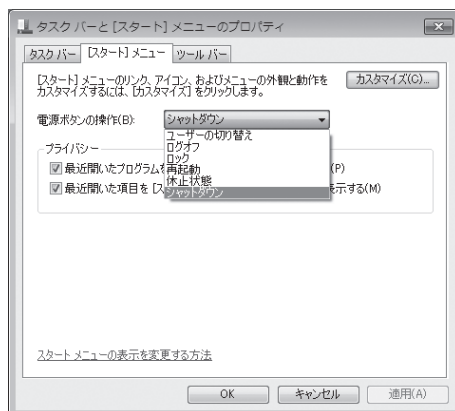 タスク バーと [スタート] メニューのプロパティ
タスク バー [スタート] メニュー ツール バー
[スタート] メニューのリンク、アイコン、およびメニューの外観と動作を
カスタマイズするには、[カスタマイズ] をクリックします。
カスタマイズ(C)...
電源ボタンの操作(B): シャットダウン
ユーザーの切り替え
ログオフ
ロック
再起動
休止状態
シャットダウン
プライバシー
最近開いたプログラムを (P)
最近開いた項目を [ス 表示する(M)
スタート メニューの表示を変更する方法
OK キャンセル 適用(A)